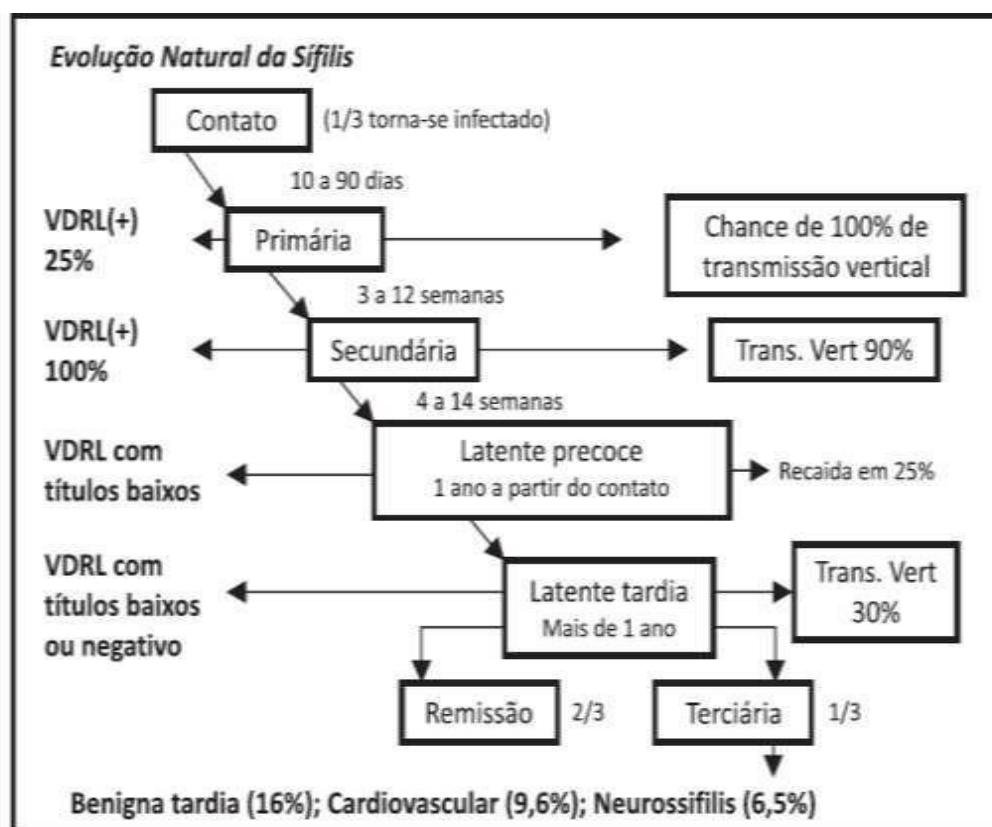 Evolução Natural da Sífilis
Contato
(1/3 torna-se infectado)
10 a 90 dias
VDRL(+)
25%
Primária
Chance de 100% de
transmissão vertical
3 a 12 semanas
VDRL(+)
100%
Secundária
Trans. Vert 90%
4 a 14 semanas
VDRL com
títulos baixos
Latente precoce
1 ano a partir do contato
Recaida em 25%
VDRL com
títulos baixos
ou negativo
Latente tardia
Mais de 1 ano
Trans. Vert
30%
Remissão
2/3
Terciária
1/3
Benigna tardia (16%); Cardiovascular (9,6%); Neurossifilis (6,5%)